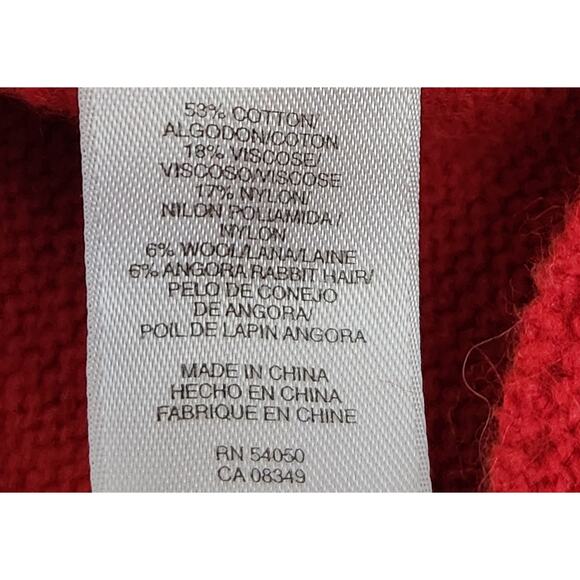 53% COTTON/
ALGODON/COTON
18% VISCOSE/
VISCOSO/VISCOSE
17% NYLON/
NILON POLIAMIDA/
NYLON
6% WOOL/LANA/LAINE
6% ANGORA RABBIT HAIR/
PELO DE CONEJO
DE ANGORA/
POIL DE LAPIN ANGORA
MADE IN CHINA
HECHO EN CHINA
FABRIQUE EN CHINE
RN 54050
CA 08349